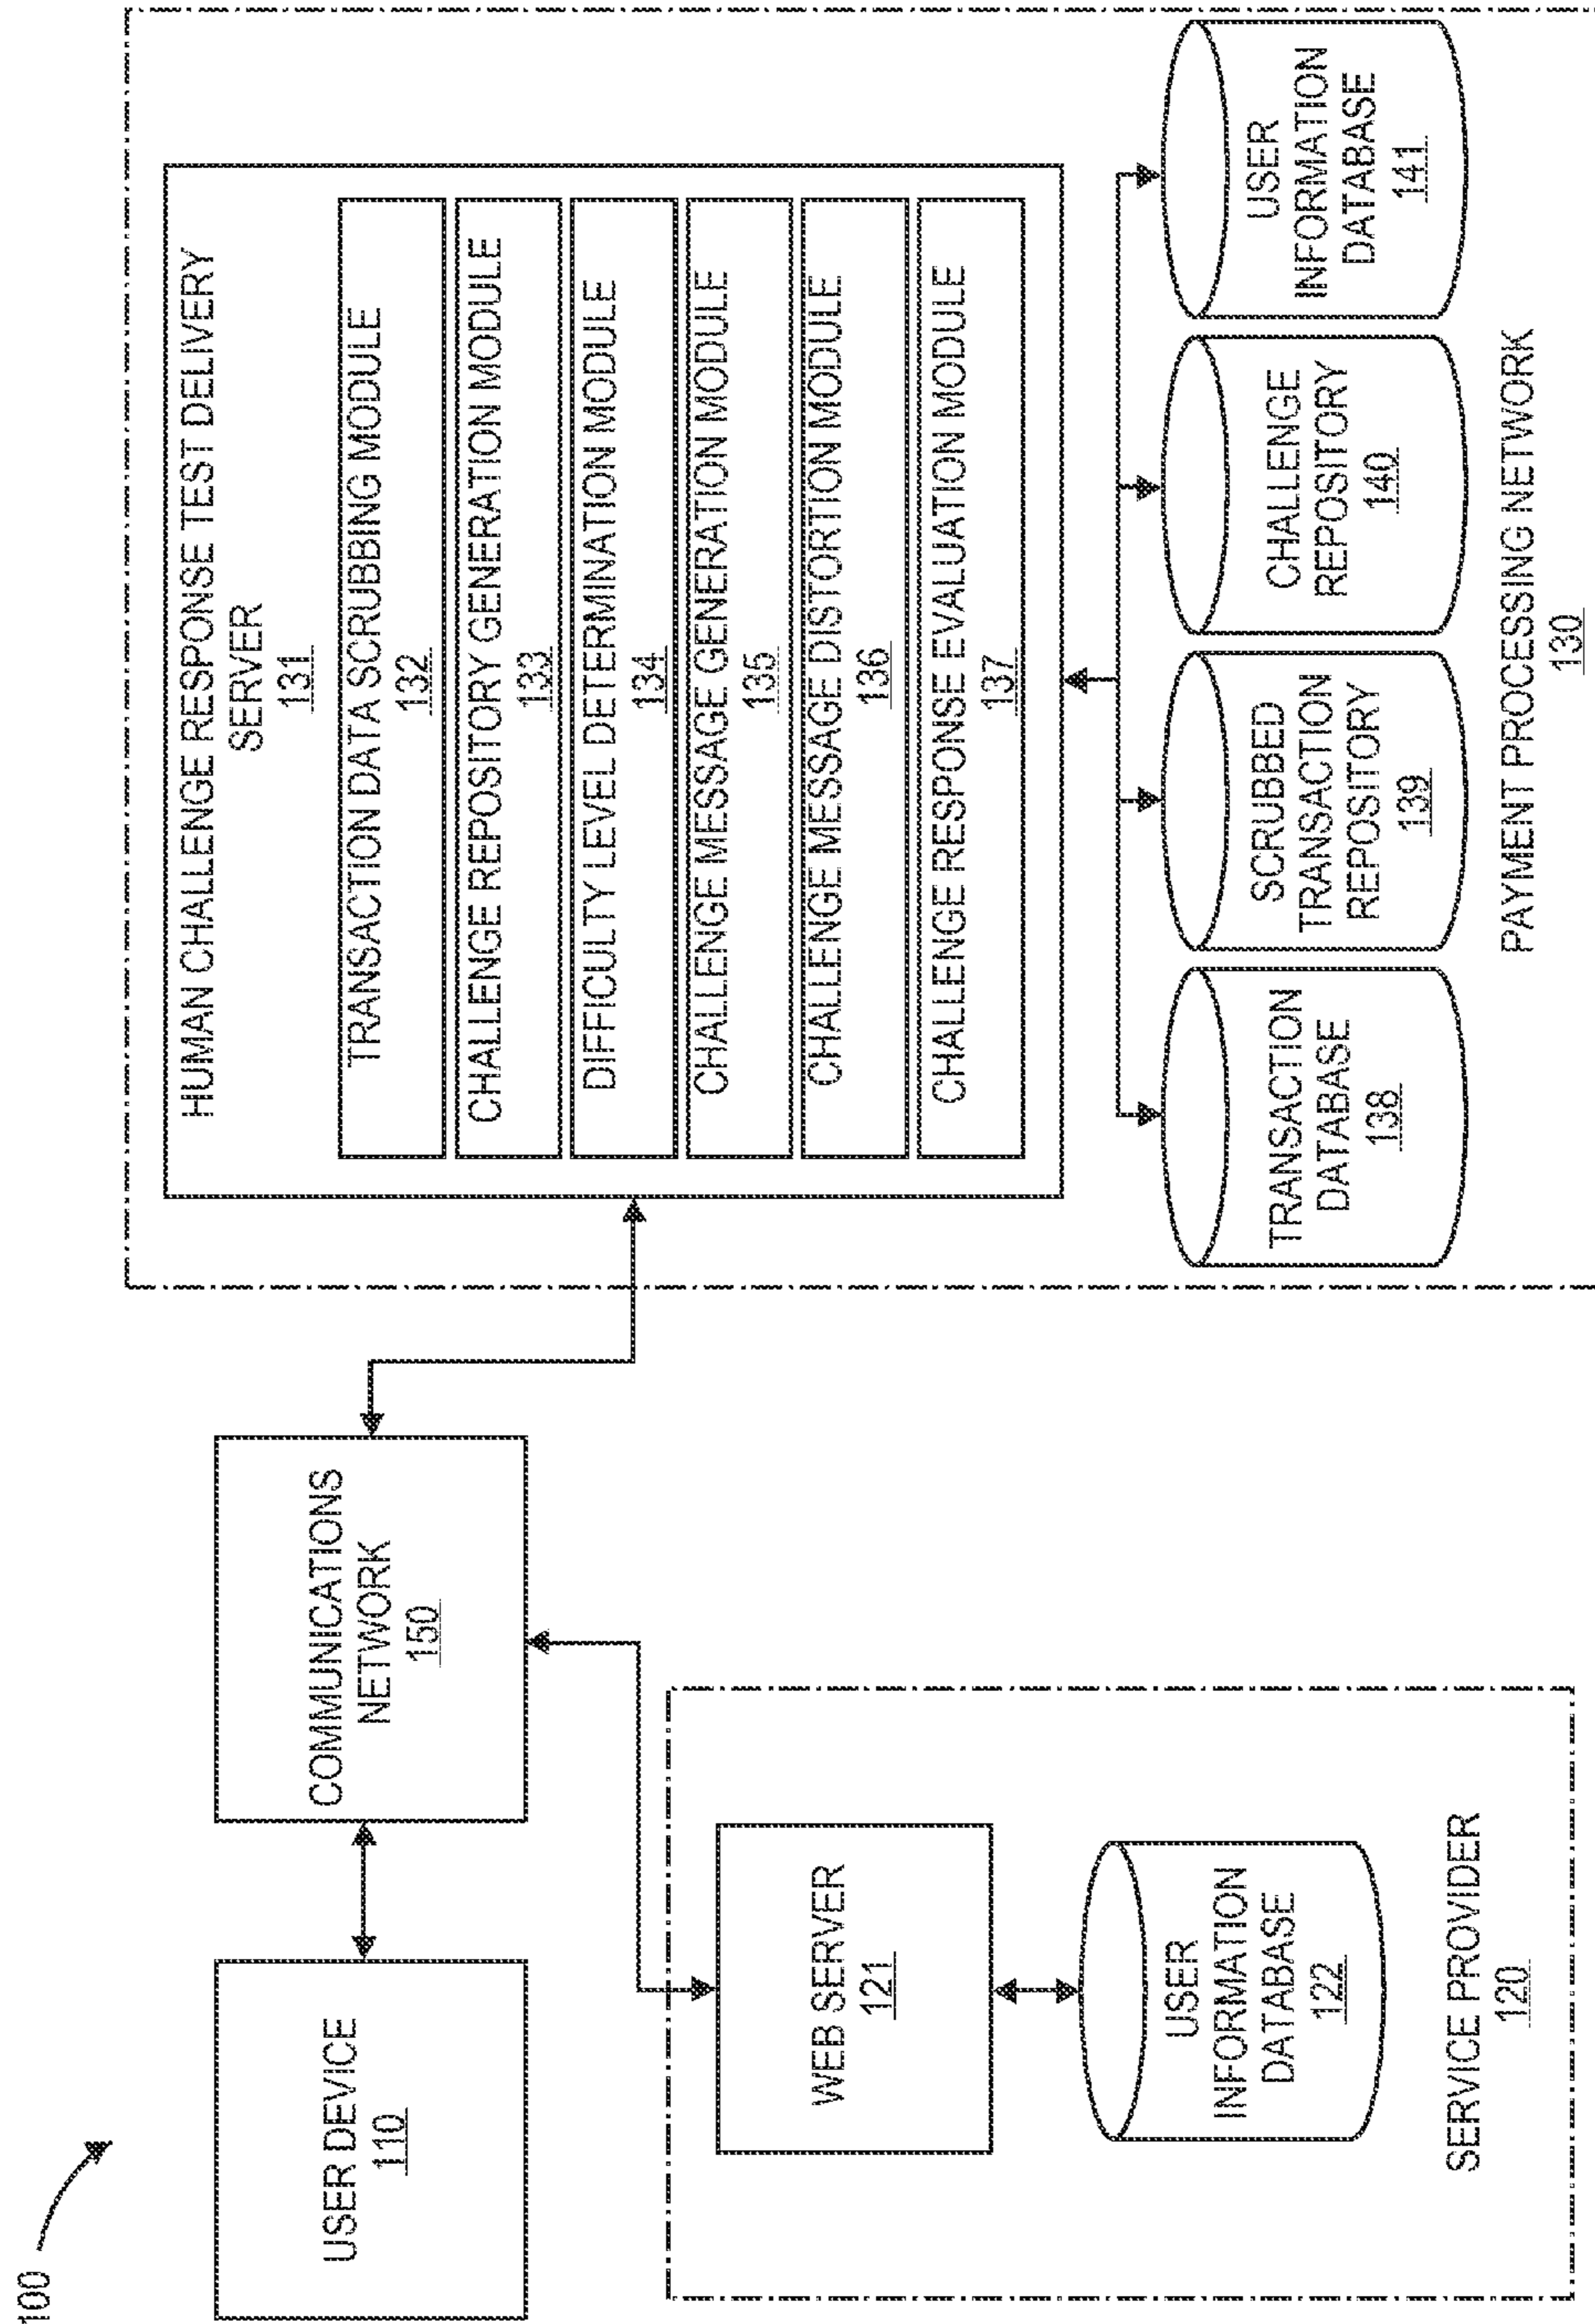 100
USER DEVICE
110
COMMUNICATIONS
NETWORK
150
WEB SERVER
121
USER
INFORMATION
DATABASE
122
SERVICE PROVIDER
120
HUMAN CHALLENGE RESPONSE TEST DELIVERY
SERVER
131
TRANSACTION DATA SCRUBBING MODULE
132
CHALLENGE REPOSITORY GENERATION MODULE
133
DIFFICULTY LEVEL DETERMINATION MODULE
134
CHALLENGE MESSAGE GENERATION MODULE
135
CHALLENGE MESSAGE DISTORTION MODULE
136
CHALLENGE RESPONSE EVALUATION MODULE
137
TRANSACTION
DATABASE
138
SCRUBBED
TRANSACTION
REPOSITORY
139
CHALLENGE
REPOSITORY
140
USER
INFORMATION
DATABASE
141
PAYMENT PROCESSING NETWORK
130